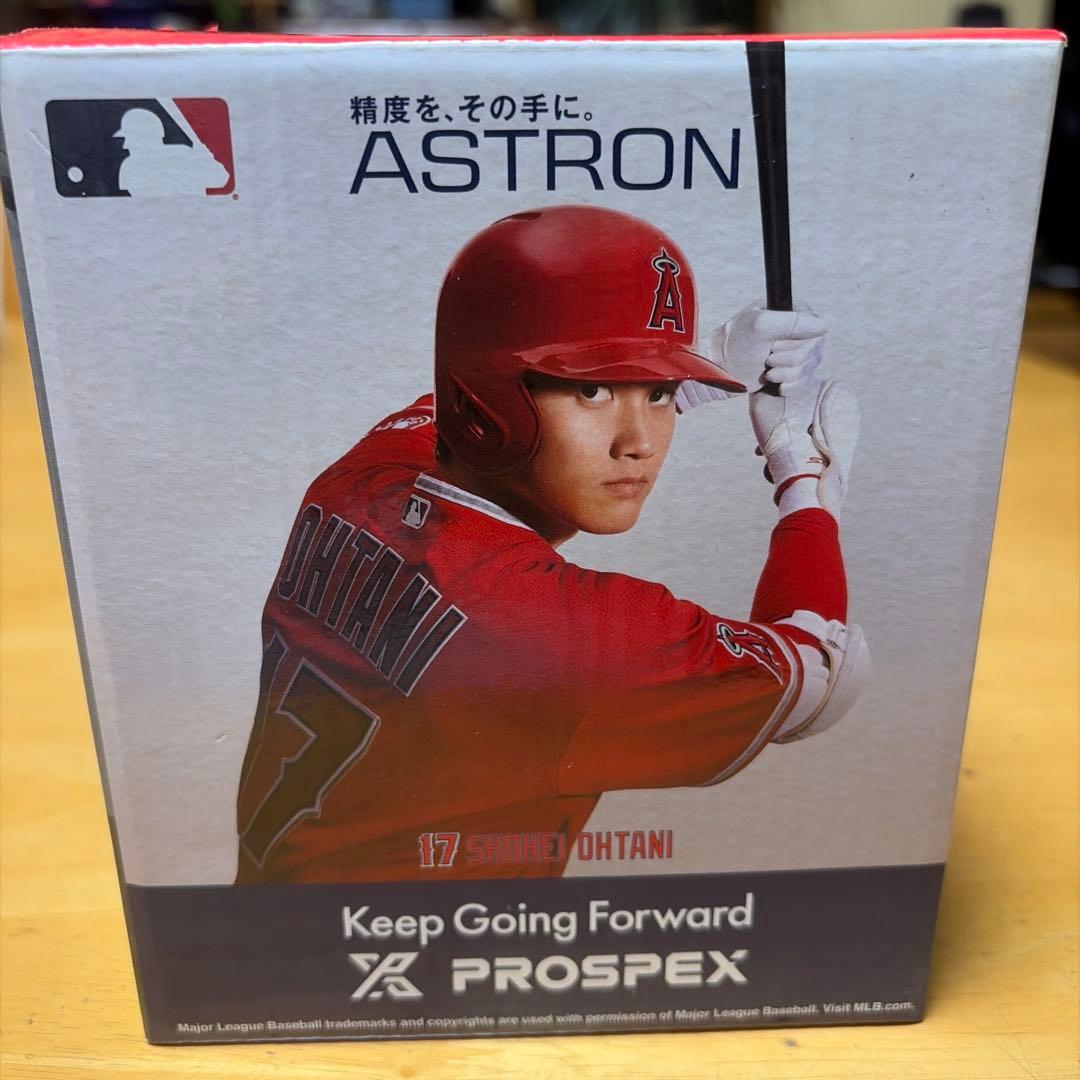 精度を、その手に。
ASTRON
A
OHTANI
17
A
17 SHOHEI OHTANI
Keep Going Forward
PROSPEX
Major League Baseball trademarks and copyrights are used with permission of Major League Baseball. Visit MLB.com.